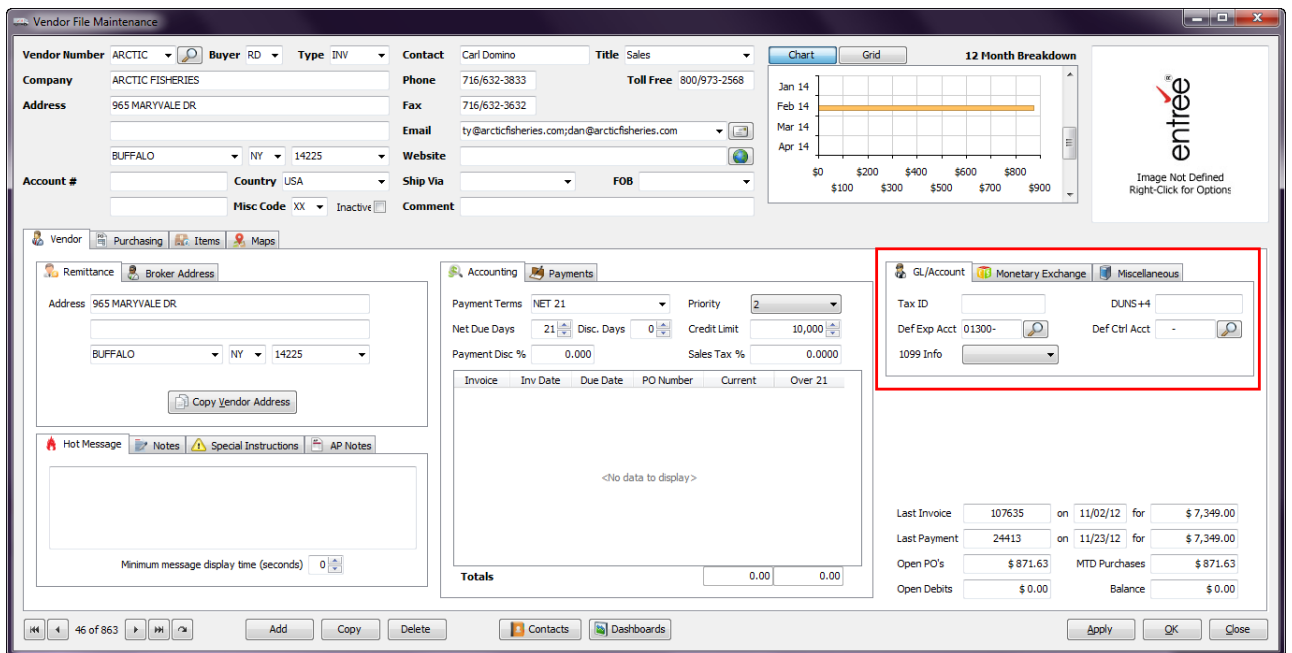 Vendor File Maintenance
Vendor Number ARCTIC Buyer RD Type INV Contact Carl Domino Title Sales
Company ARCTIC FISHERIES Phone 716/632-3833 Toll Free 800/973-2568
Address 965 MARYVALE DR Fax 716/632-3632
Email ty@arcticfisheries.com;dan@arcticfisheries.com
BUFFALO NY 14225 Website
Account # Country USA Ship Via FOB
Misc Code XX Inactive Comment
Chart Grid 12 Month Breakdown
Jan 14
Feb 14
Mar 14
Apr 14
$0 $200 $400 $600 $800
$100 $300 $500 $700 $900
entrée
Image Not Defined
Right-Click for Options
Vendor Purchasing Items Maps
Remittance Broker Address
Address 965 MARYVALE DR
BUFFALO NY 14225
Copy Vendor Address
Hot Message Notes Special Instructions AP Notes
Minimum message display time (seconds) 0
Accounting Payments
Payment Terms NET 21 Priority 2
Net Due Days 21 Disc. Days 0 Credit Limit 10,000
Payment Disc % 0.000 Sales Tax % 0.0000
Invoice Inv Date Due Date PO Number Current Over 21
<No data to display>
Totals 0.00 0.00
GL/Account Monetary Exchange Miscellaneous
Tax ID DUNS+4
Def Exp Acct 01300- Def Ctrl Acct -
1099 Info
Last Invoice 107635 on 11/02/12 for $ 7,349.00
Last Payment 24413 on 11/23/12 for $ 7,349.00
Open PO's $ 871.63 MTD Purchases $ 871.63
Open Debits $ 0.00 Balance $ 0.00
46 of 863 Add Copy Delete Contacts Dashboards Apply OK Close